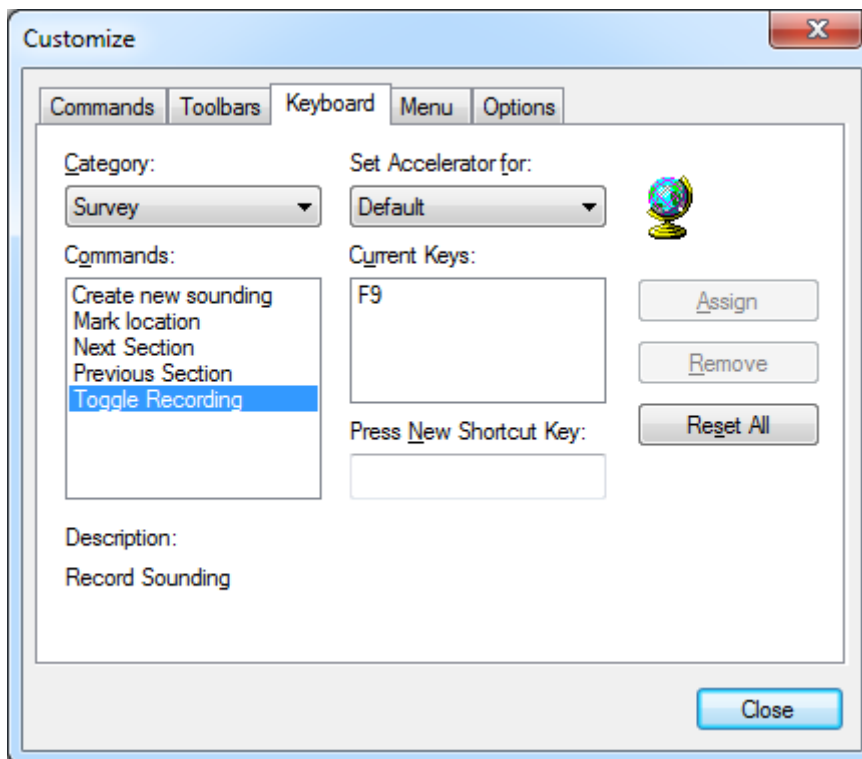 Customize
Commands Toolbars Keyboard Menu Options
Category: Set Accelerator for:
Survey Default
Commands: Current Keys:
Create new sounding F9
Mark location
Next Section
Previous Section
Toggle Recording
Assign
Remove
Reset All
Press New Shortcut Key:
Description:
Record Sounding
Close